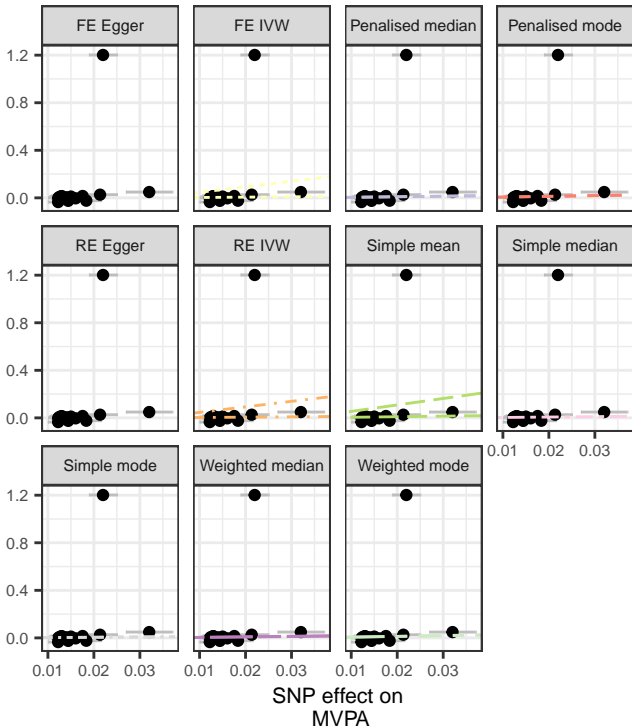 FE Egger FE IVW Penalised median Penalised mode
1.2
0.8
0.4
0.0
RE Egger RE IVW Simple mean Simple median
1.2
0.8
0.4
0.0
0.01 0.02 0.03
Simple mode Weighted median Weighted mode
1.2
0.8
0.4
0.0
0.01 0.02 0.03 0.01 0.02 0.03 0.01 0.02 0.03
SNP effect on
MVPA